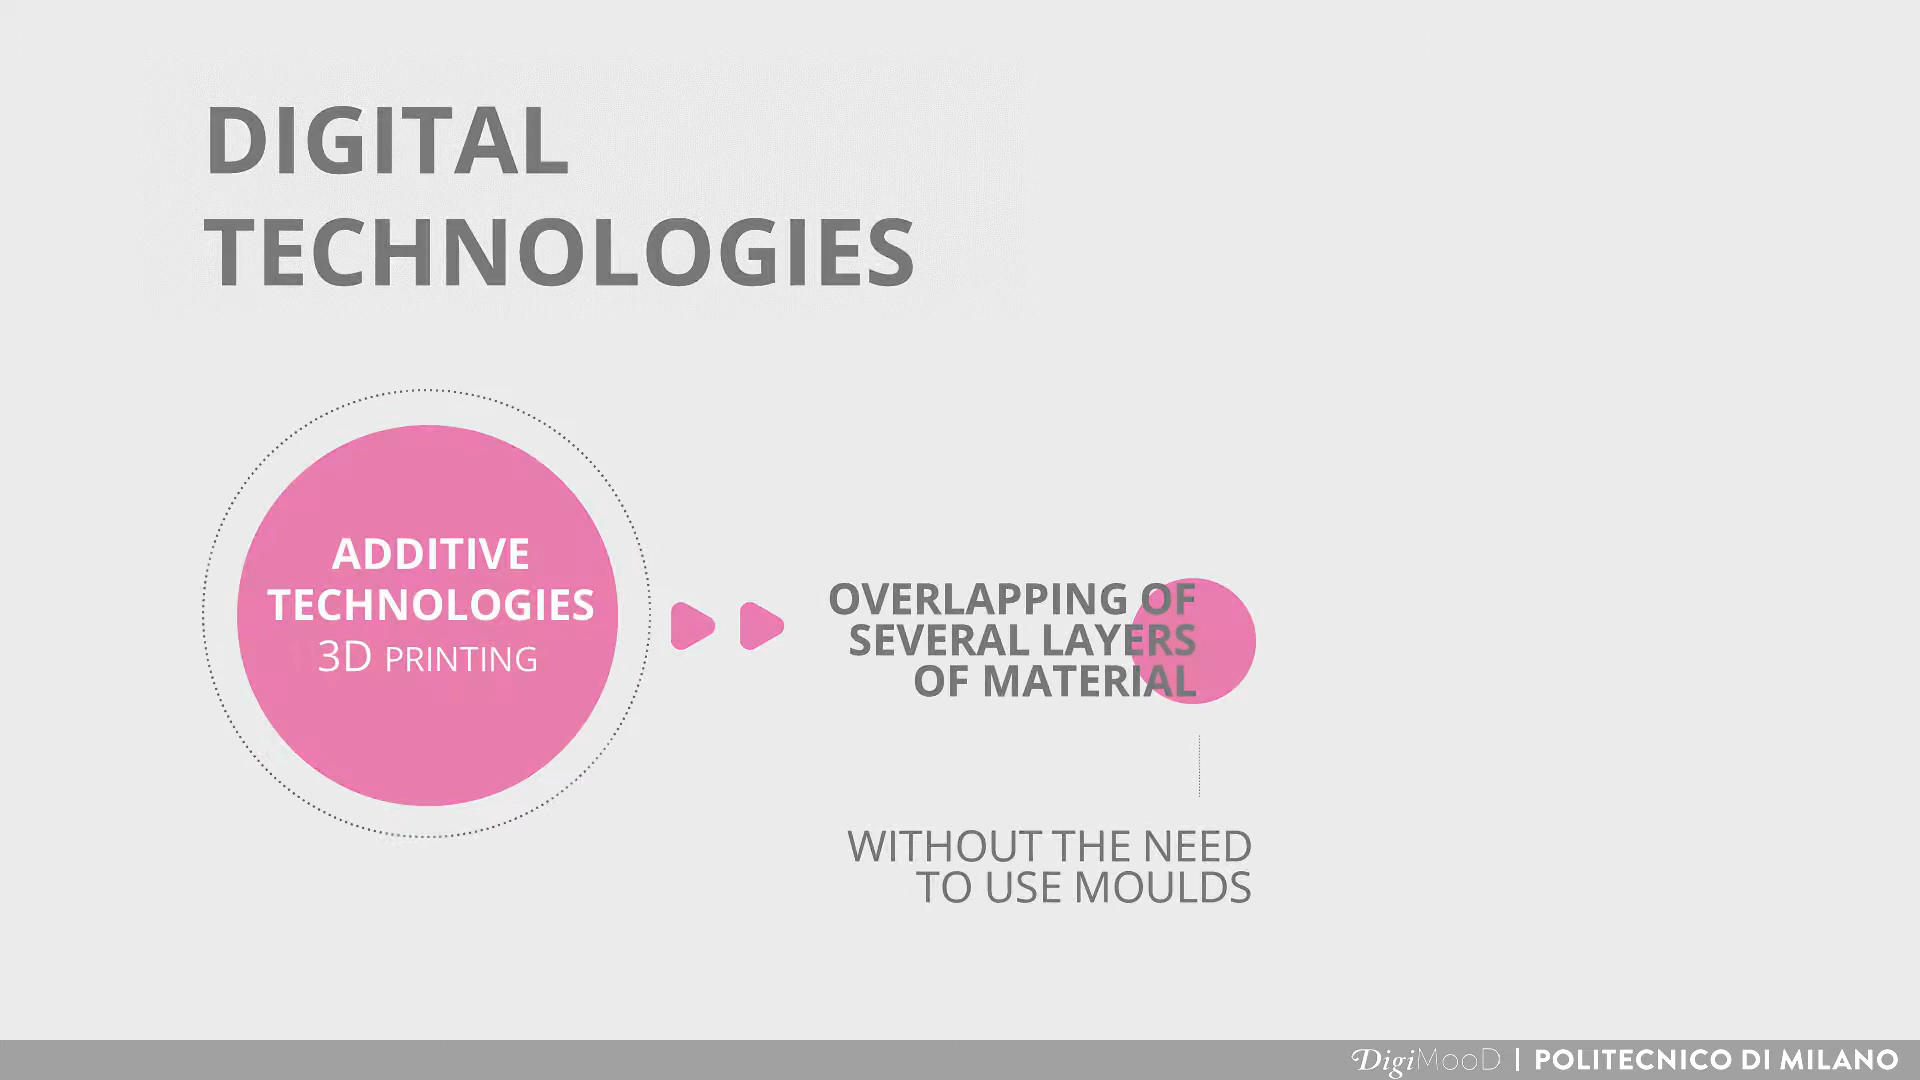 DIGITAL
TECHNOLOGIES
ADDITIVE
TECHNOLOGIES
3D PRINTING
OVERLAPPING OF
SEVERAL LAYERS
OF MATERIAL
WITHOUT THE NEED
TO USE MOULDS
DigiMooD | POLITECNICO DI MILANO